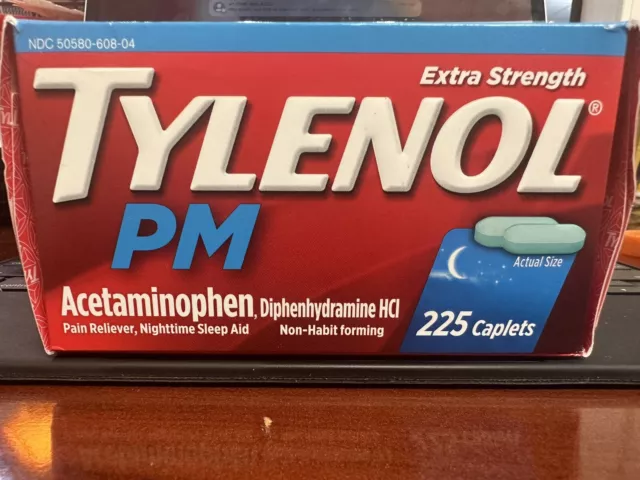 NDC 50580-608-04
Extra Strength
TYLENOL®
PM
Actual Size
Acetaminophen, Diphenhydramine HCl
Pain Reliever, Nighttime Sleep Aid Non-Habit forming
225 Caplets